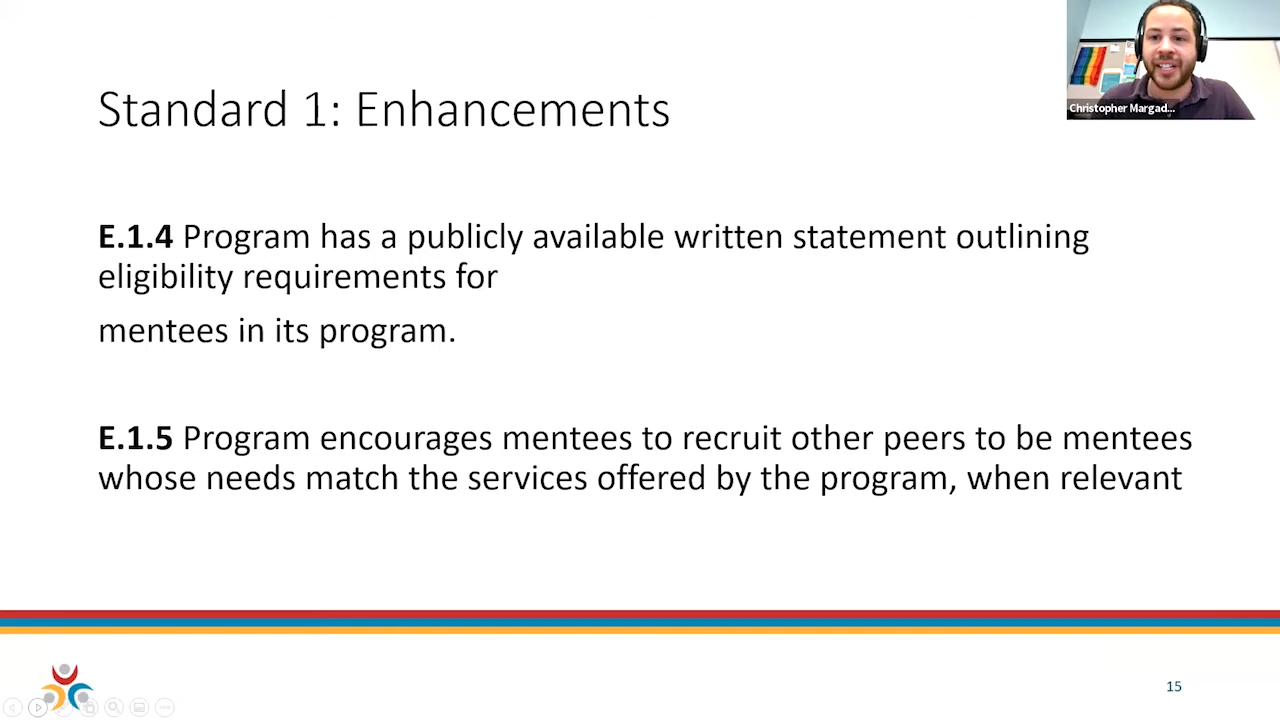 Standard 1: Enhancements
Christopher Margad...
E.1.4 Program has a publicly available written statement outlining
eligibility requirements for
mentees in its program.
E.1.5 Program encourages mentees to recruit other peers to be mentees
whose needs match the services offered by the program, when relevant
15